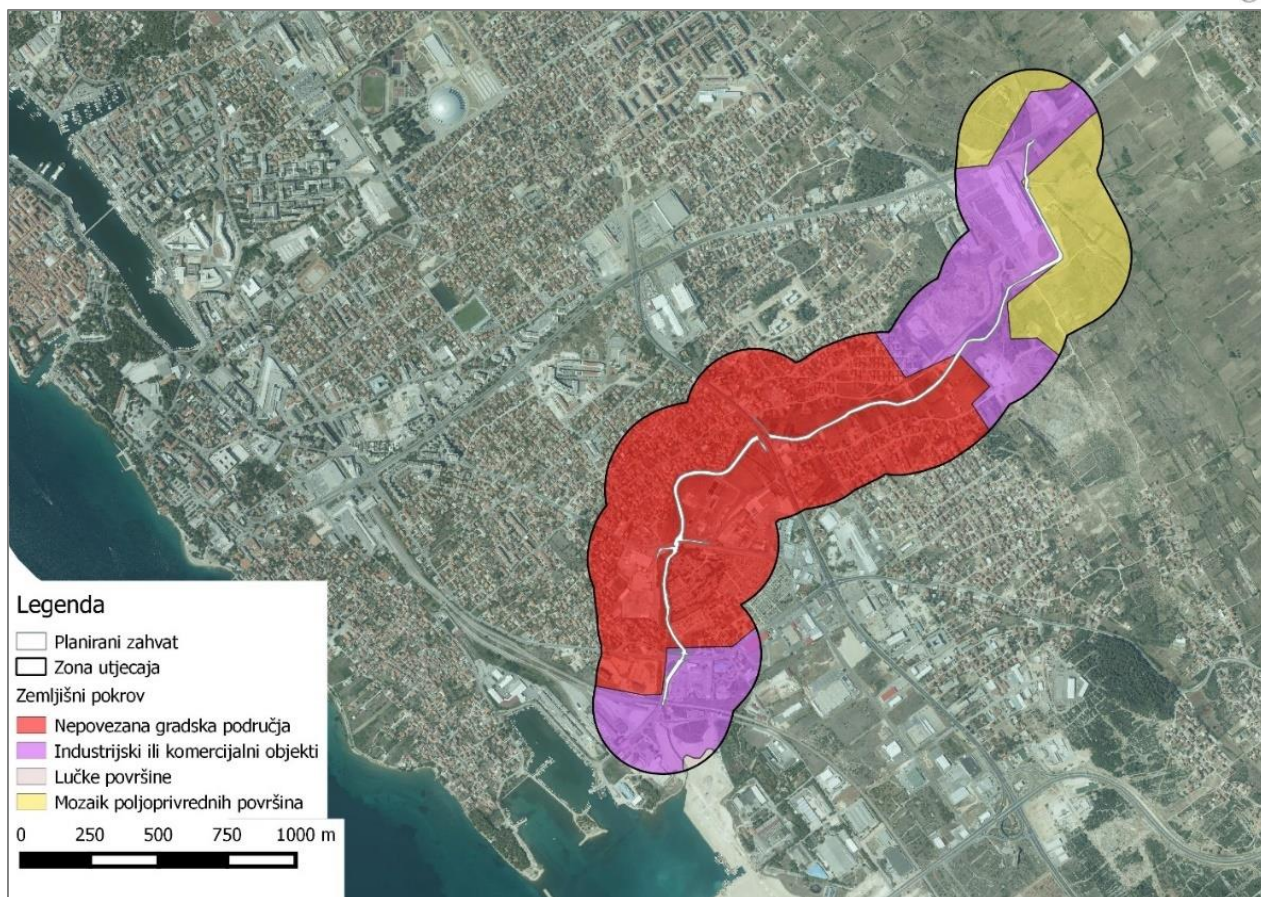 Legenda
Planirani zahvat
Zona utjecaja
Zemljišni pokrov
Nepovezana gradska područja
Industrijski ili komercijalni objekti
Lučke površine
Mozaik poljoprivrednih površina
0 250 500 750 1000 m